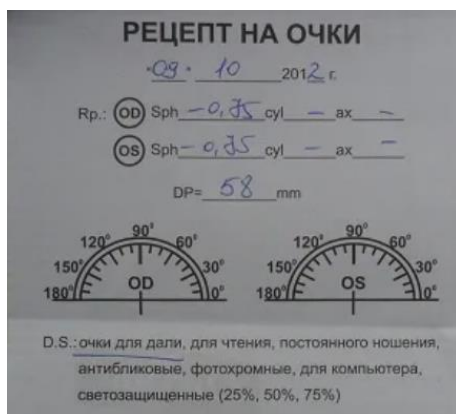 РЕЦЕПТ НА ОЧКИ
"09" 10 2012 г.
Rp.: OD Sph -0,75 cyl – ax –
OS Sph -0,75 cyl – ax –
DP= 58 mm
180° 150° 120° 90° 60° 30° 0° OD
180° 150° 120° 90° 60° 30° 0° OS
D.S.: очки для дали, для чтения, постоянного ношения,
антибликовые, фотохромные, для компьютера,
светозащищенные (25%, 50%, 75%)